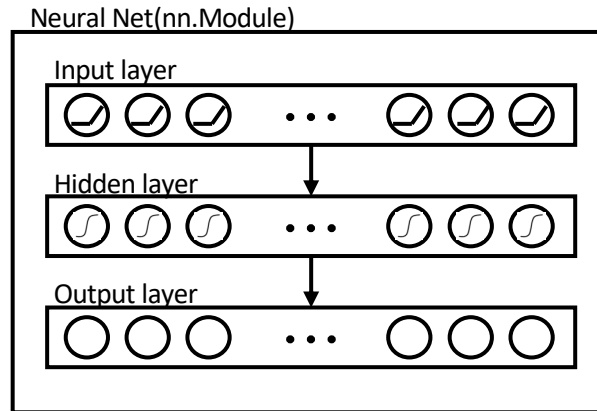 Neural Net(nn.Module)
Input layer
Hidden layer
Output layer